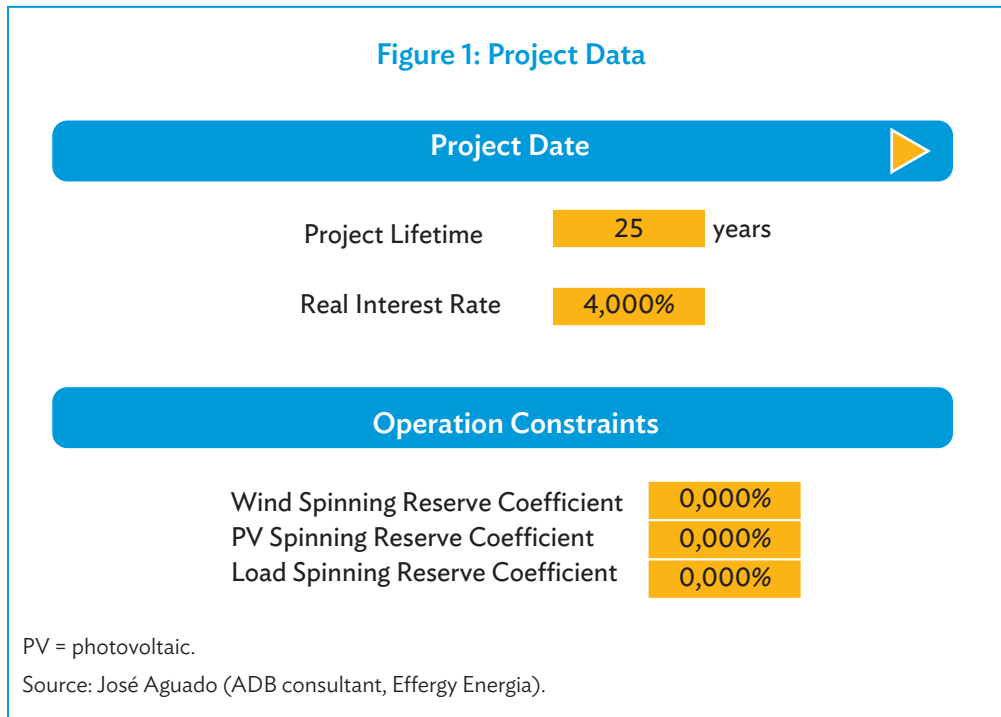 Figure 1: Project Data
Project Date
Project Lifetime 25 years
Real Interest Rate 4,000%
Operation Constraints
Wind Spinning Reserve Coefficient 0,000%
PV Spinning Reserve Coefficient 0,000%
Load Spinning Reserve Coefficient 0,000%
PV = photovoltaic.
Source: José Aguado (ADB consultant, Effergy Energia).